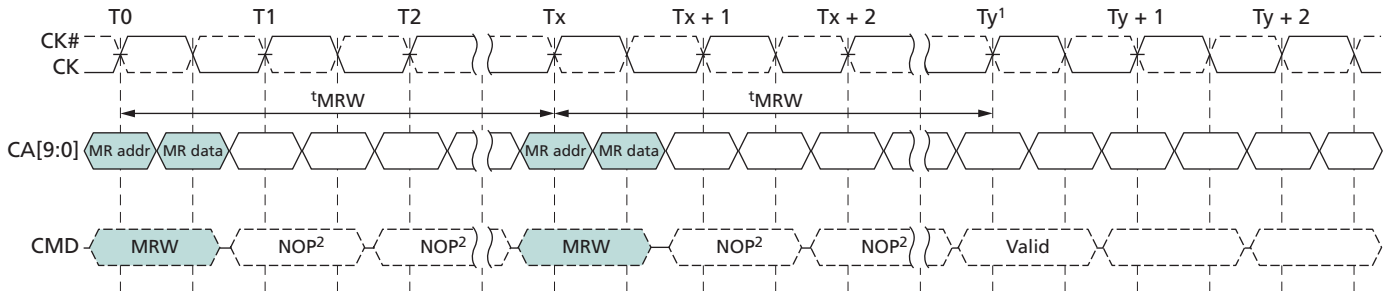 T0 T1 T2 Tx Tx + 1 Tx + 2 Ty¹ Ty + 1 Ty + 2
CK#
CK
ᵗMRW ᵗMRW
CA[9:0] MR addr MR data MR addr MR data
CMD MRW NOP² NOP² MRW NOP² NOP² Valid